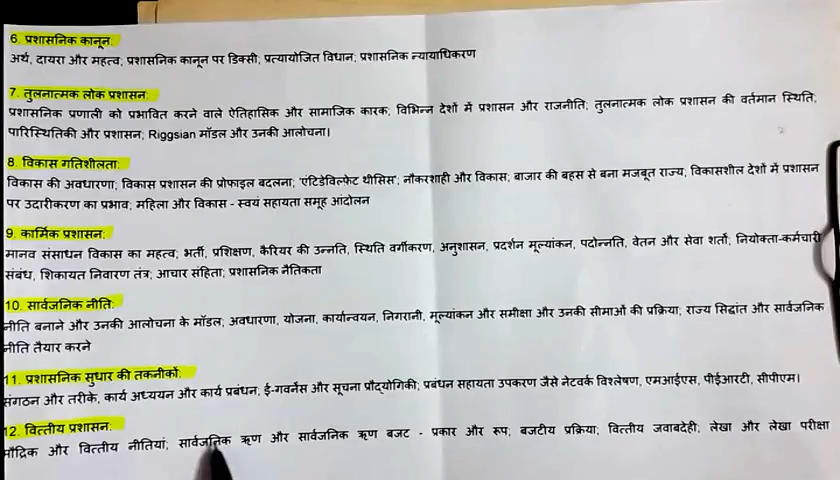 6. प्रशासनिक कानून:
अर्थ, दायरा और महत्व; प्रशासनिक कानून पर डिक्सी; प्रत्यायोजित विधान; प्रशासनिक न्यायाधिकरण
7. तुलनात्मक लोक प्रशासन:
प्रशासनिक प्रणाली को प्रभावित करने वाले ऐतिहासिक और सामाजिक कारक; विभिन्न देशों में प्रशासन और राजनीति; तुलनात्मक लोक प्रशासन की वर्तमान स्थिति;
पारिस्थितिकी और प्रशासन; Riggsian मॉडल और उनकी आलोचना।
8. विकास गतिशीलता:
विकास की अवधारणा; विकास प्रशासन की प्रोफाइल बदलना; 'एंटिडेविल्फेट थीसिस'; नौकरशाही और विकास; बाजार की बहस से बना मजबूत राज्य; विकासशील देशों में प्रशासन
पर उदारीकरण का प्रभाव; महिला और विकास - स्वयं सहायता समूह आंदोलन
9. कार्मिक प्रशासन:
मानव संसाधन विकास का महत्व; भर्ती, प्रशिक्षण, कैरियर की उन्नति, स्थिति वर्गीकरण, अनुशासन, प्रदर्शन मूल्यांकन, पदोन्नति, वेतन और सेवा शर्तों; नियोक्ता-कर्मचारी
संबंध, शिकायत निवारण तंत्र; आचार संहिता; प्रशासनिक नैतिकता
10. सार्वजनिक नीति:
नीति बनाने और उनकी आलोचना के मॉडल; अवधारणा, योजना, कार्यान्वयन, निगरानी, मूल्यांकन और समीक्षा और उनकी सीमाओं की प्रक्रिया; राज्य सिद्धांत और सार्वजनिक
नीति तैयार करने
11. प्रशासनिक सुधार की तकनीकों:
संगठन और तरीके, कार्य अध्ययन और कार्य प्रबंधन, ई-गवर्नेंस और सूचना प्रौद्योगिकी; प्रबंधन सहायता उपकरण जैसे नेटवर्क विश्लेषण, एमआईएस, पीईआरटी, सीपीएम।
12. वित्तीय प्रशासन:
मौद्रिक और वित्तीय नीतियां; सार्वजनिक ऋण और सार्वजनिक ऋण बजट - प्रकार और रूप; बजटीय प्रक्रिया; वित्तीय जवाबदेही; लेखा और लेखा परीक्षा